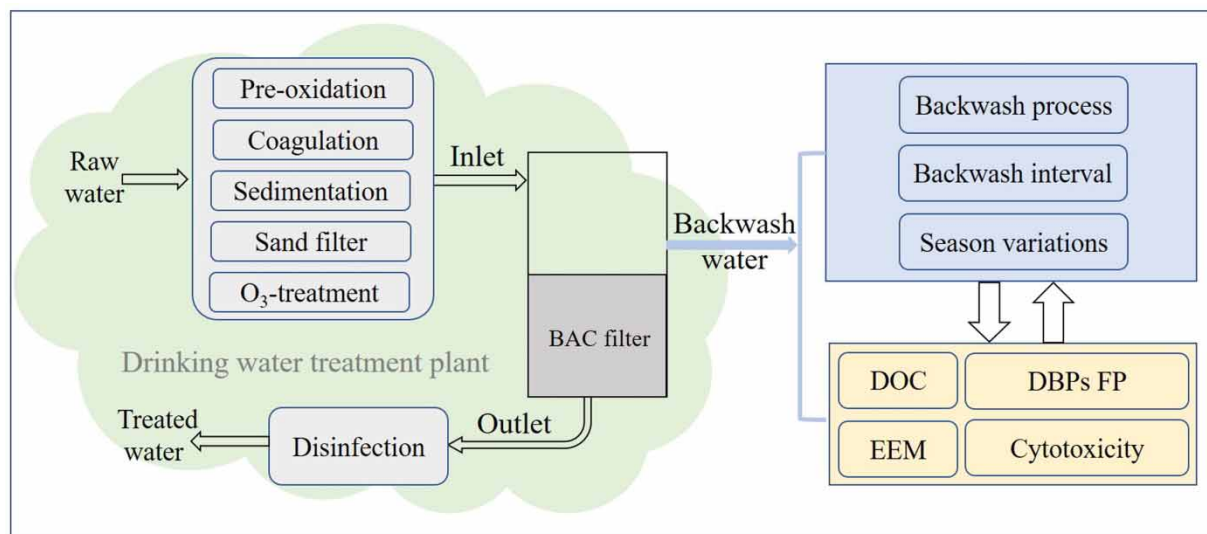 Raw
water
Pre-oxidation
Coagulation
Sedimentation
Sand filter
O₃-treatment
Inlet
BAC filter
Backwash
water
Drinking water treatment plant
Outlet
Disinfection
Treated
water
Backwash process
Backwash interval
Season variations
DOC
DBPs FP
EEM
Cytotoxicity